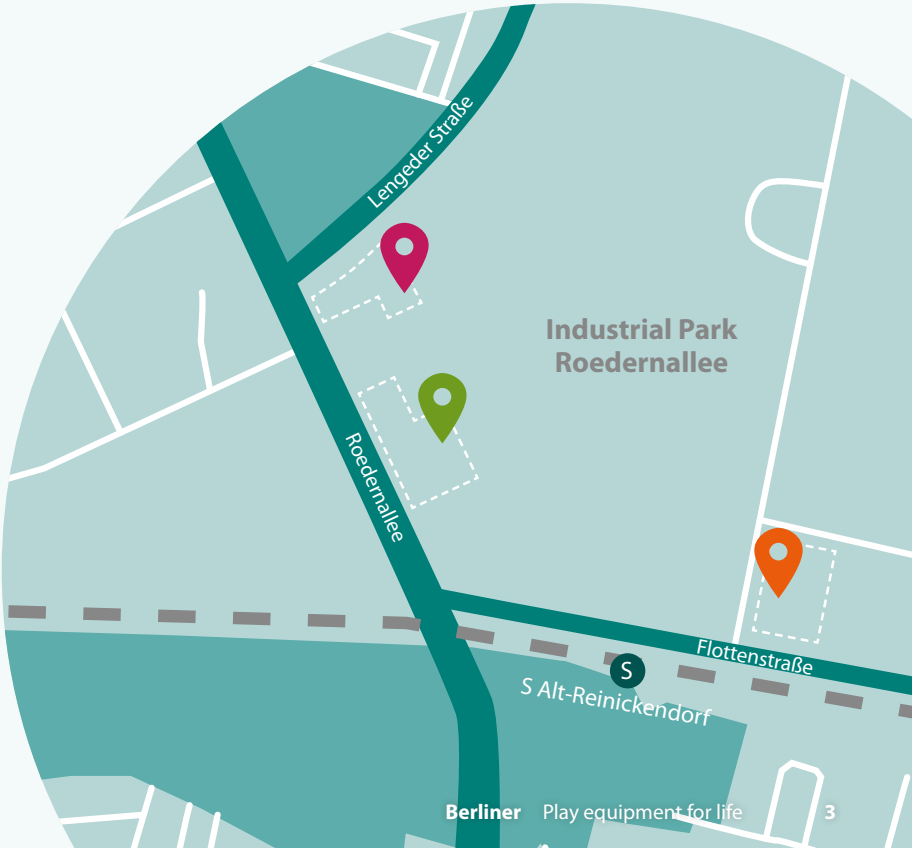 Lengeder Straße
Industrial Park
Roedernallee
Roedernallee
Flottenstraße
S
S Alt-Reinickendorf
Berliner Play equipment for life 3